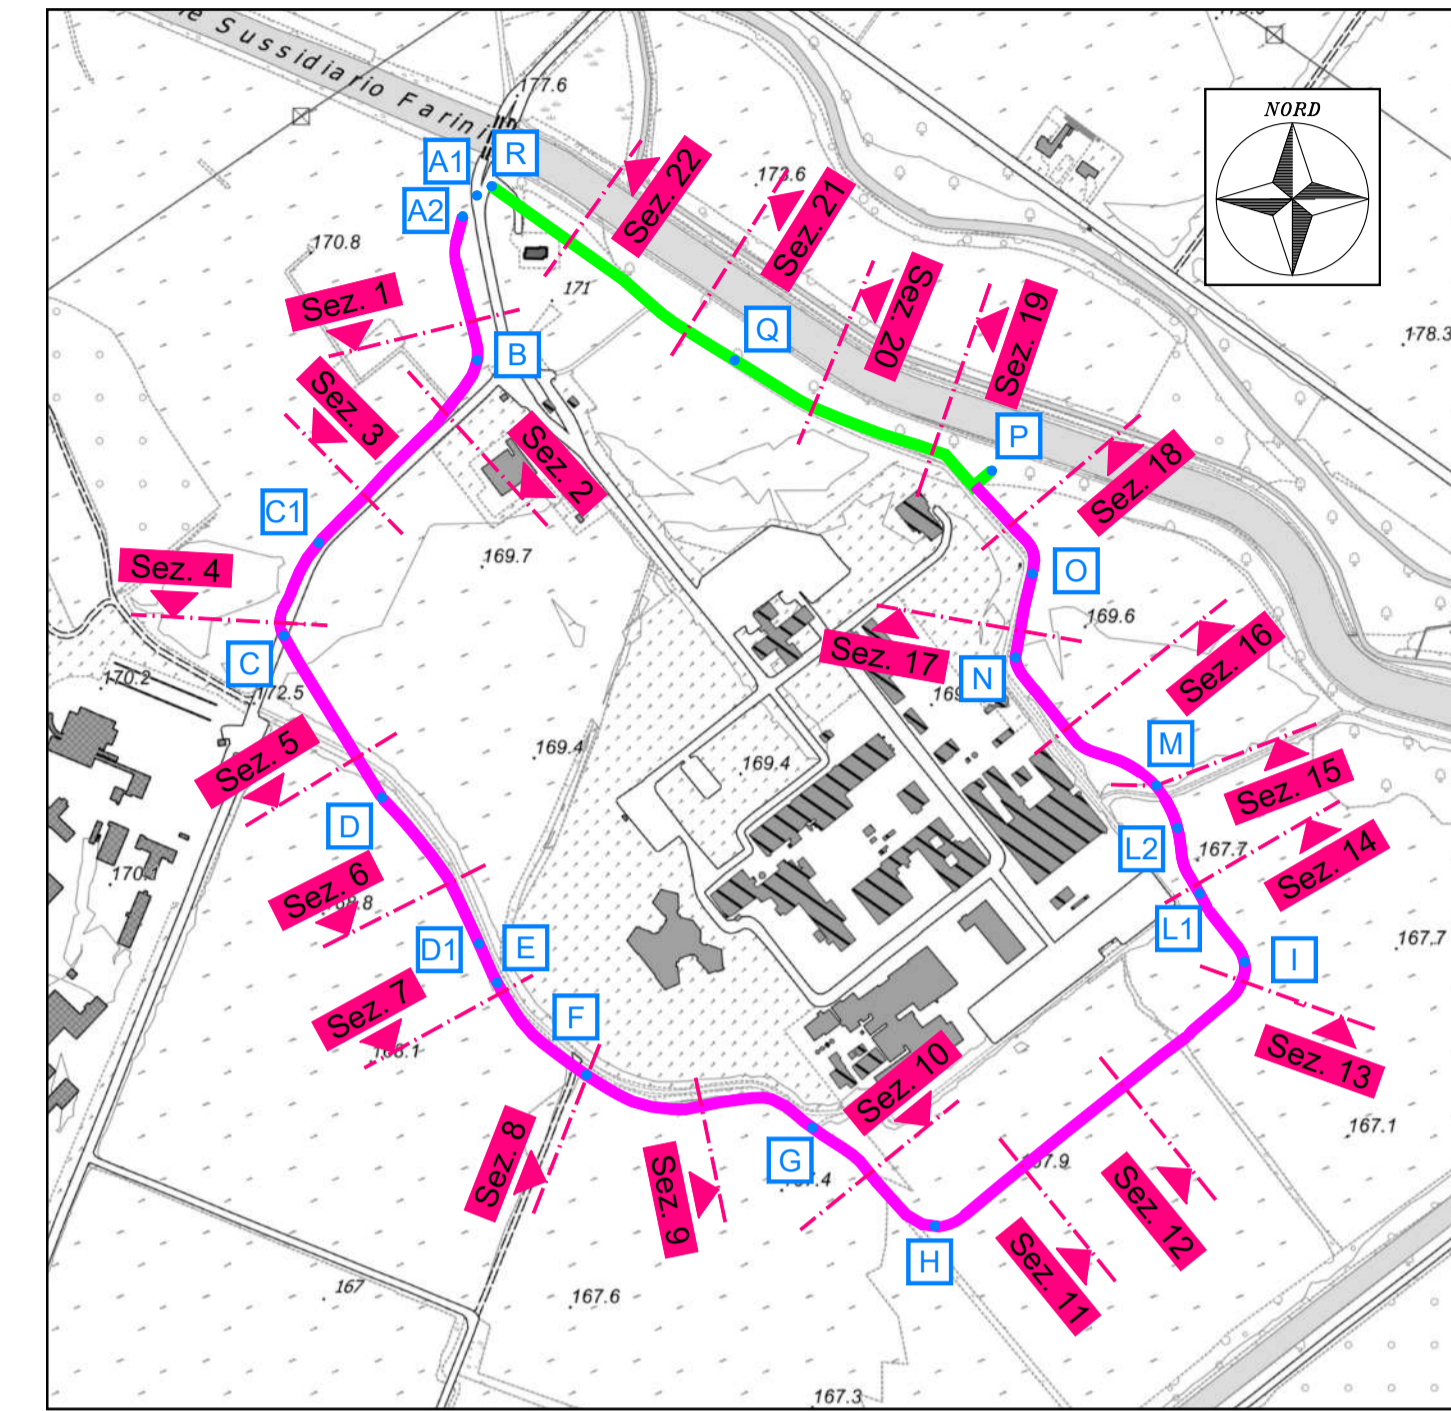 e Sussidiario Farini
NORD
177.6
A1
R
A2
Sez. 22
173.6
Sez. 21
170.8
171
Sez. 1
B
Q
Sez. 20
Sez. 19
178.3
Sez. 3
Sez. 2
P
Sez. 18
C1
169.7
Sez. 4
O
169.6
C
170.2
172.5
Sez. 17
N
Sez. 16
169.4
169.4
M
Sez. 5
Sez. 15
D
L2
167.7
Sez. 14
170.1
Sez. 6
L1
D1
E
I
167.7
Sez. 7
F
Sez. 13
Sez. 10
167.1
Sez. 8
Sez. 9
G
Sez. 12
H
Sez. 11
167
167.6
167.3